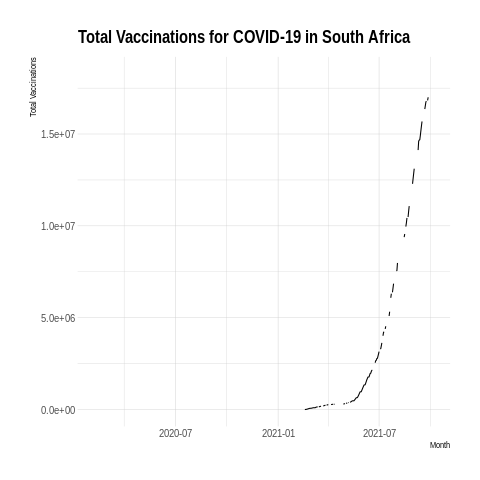 Total Vaccinations for COVID-19 in South Africa
Total Vaccinations
1.5e+07
1.0e+07
5.0e+06
0.0e+00
2020-07 2021-01 2021-07
Month